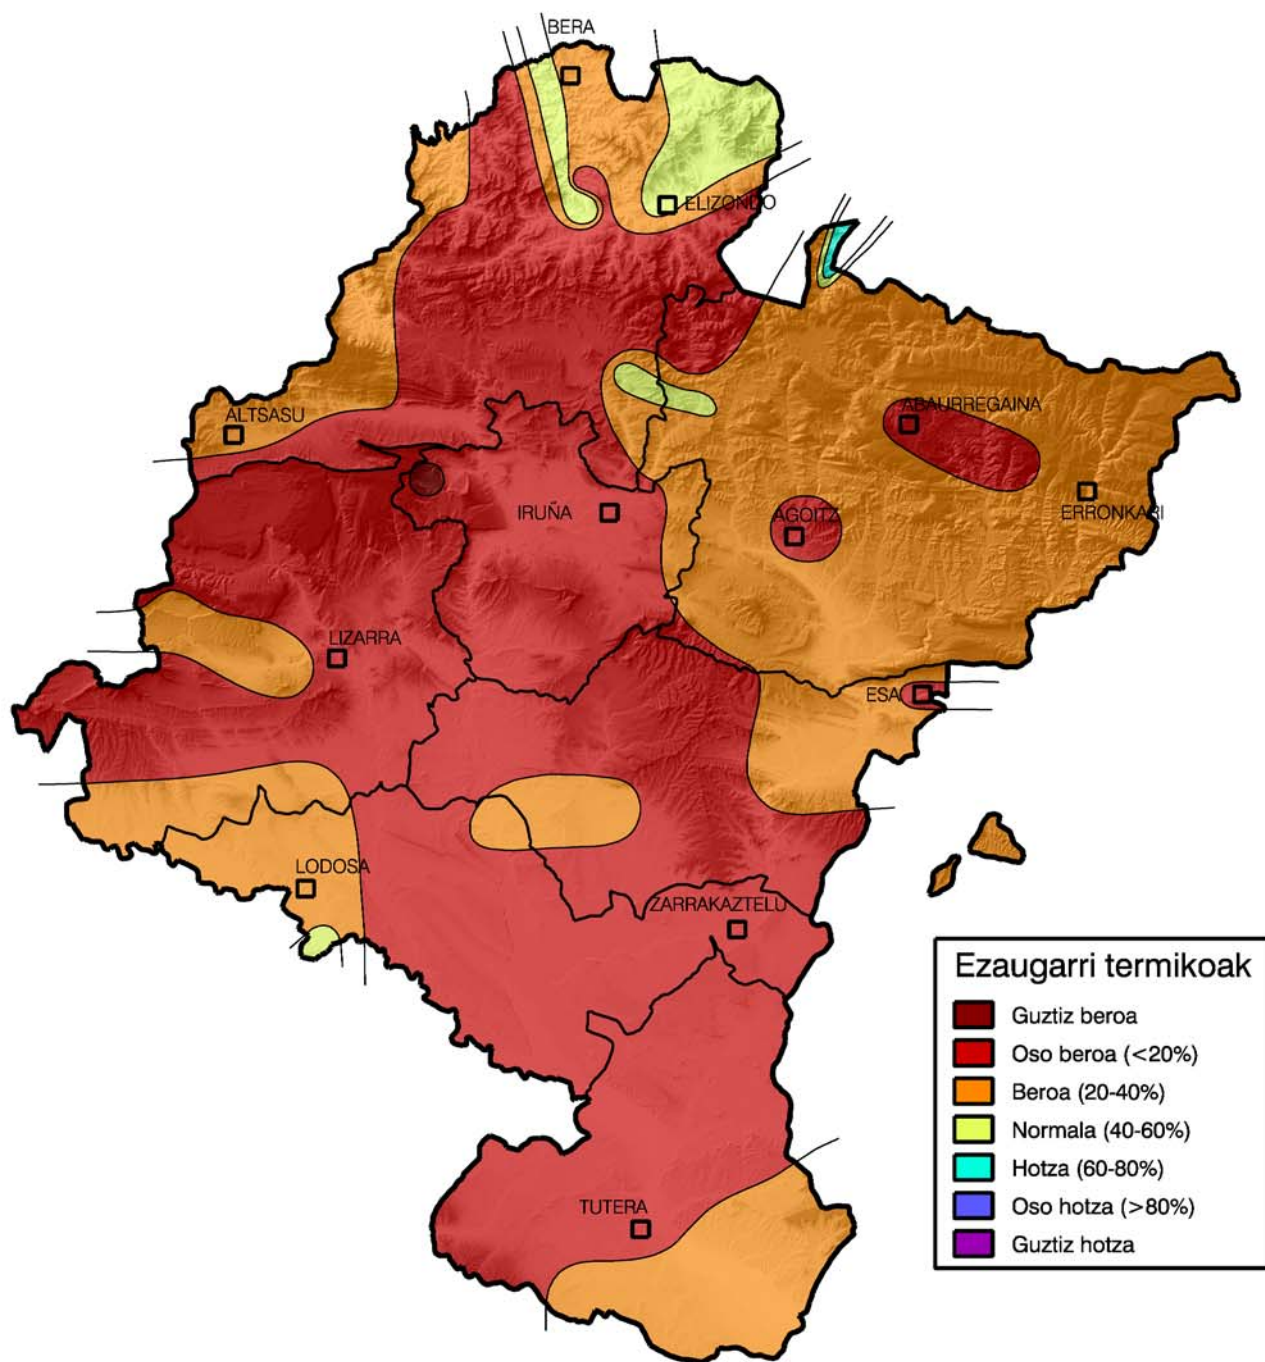 BERA
ELIZONDO
ALTSASU
ABAURREGAINA
IRUÑA
AGOITZ
ERRONKARI
LIZARRA
ESA
LODOSA
ZARRAKAZTELU
TUTERA
Ezaugarri termikoak
Guztiz beroa
Oso beroa (<20%)
Beroa (20-40%)
Normala (40-60%)
Hotza (60-80%)
Oso hotza (>80%)
Guztiz hotza